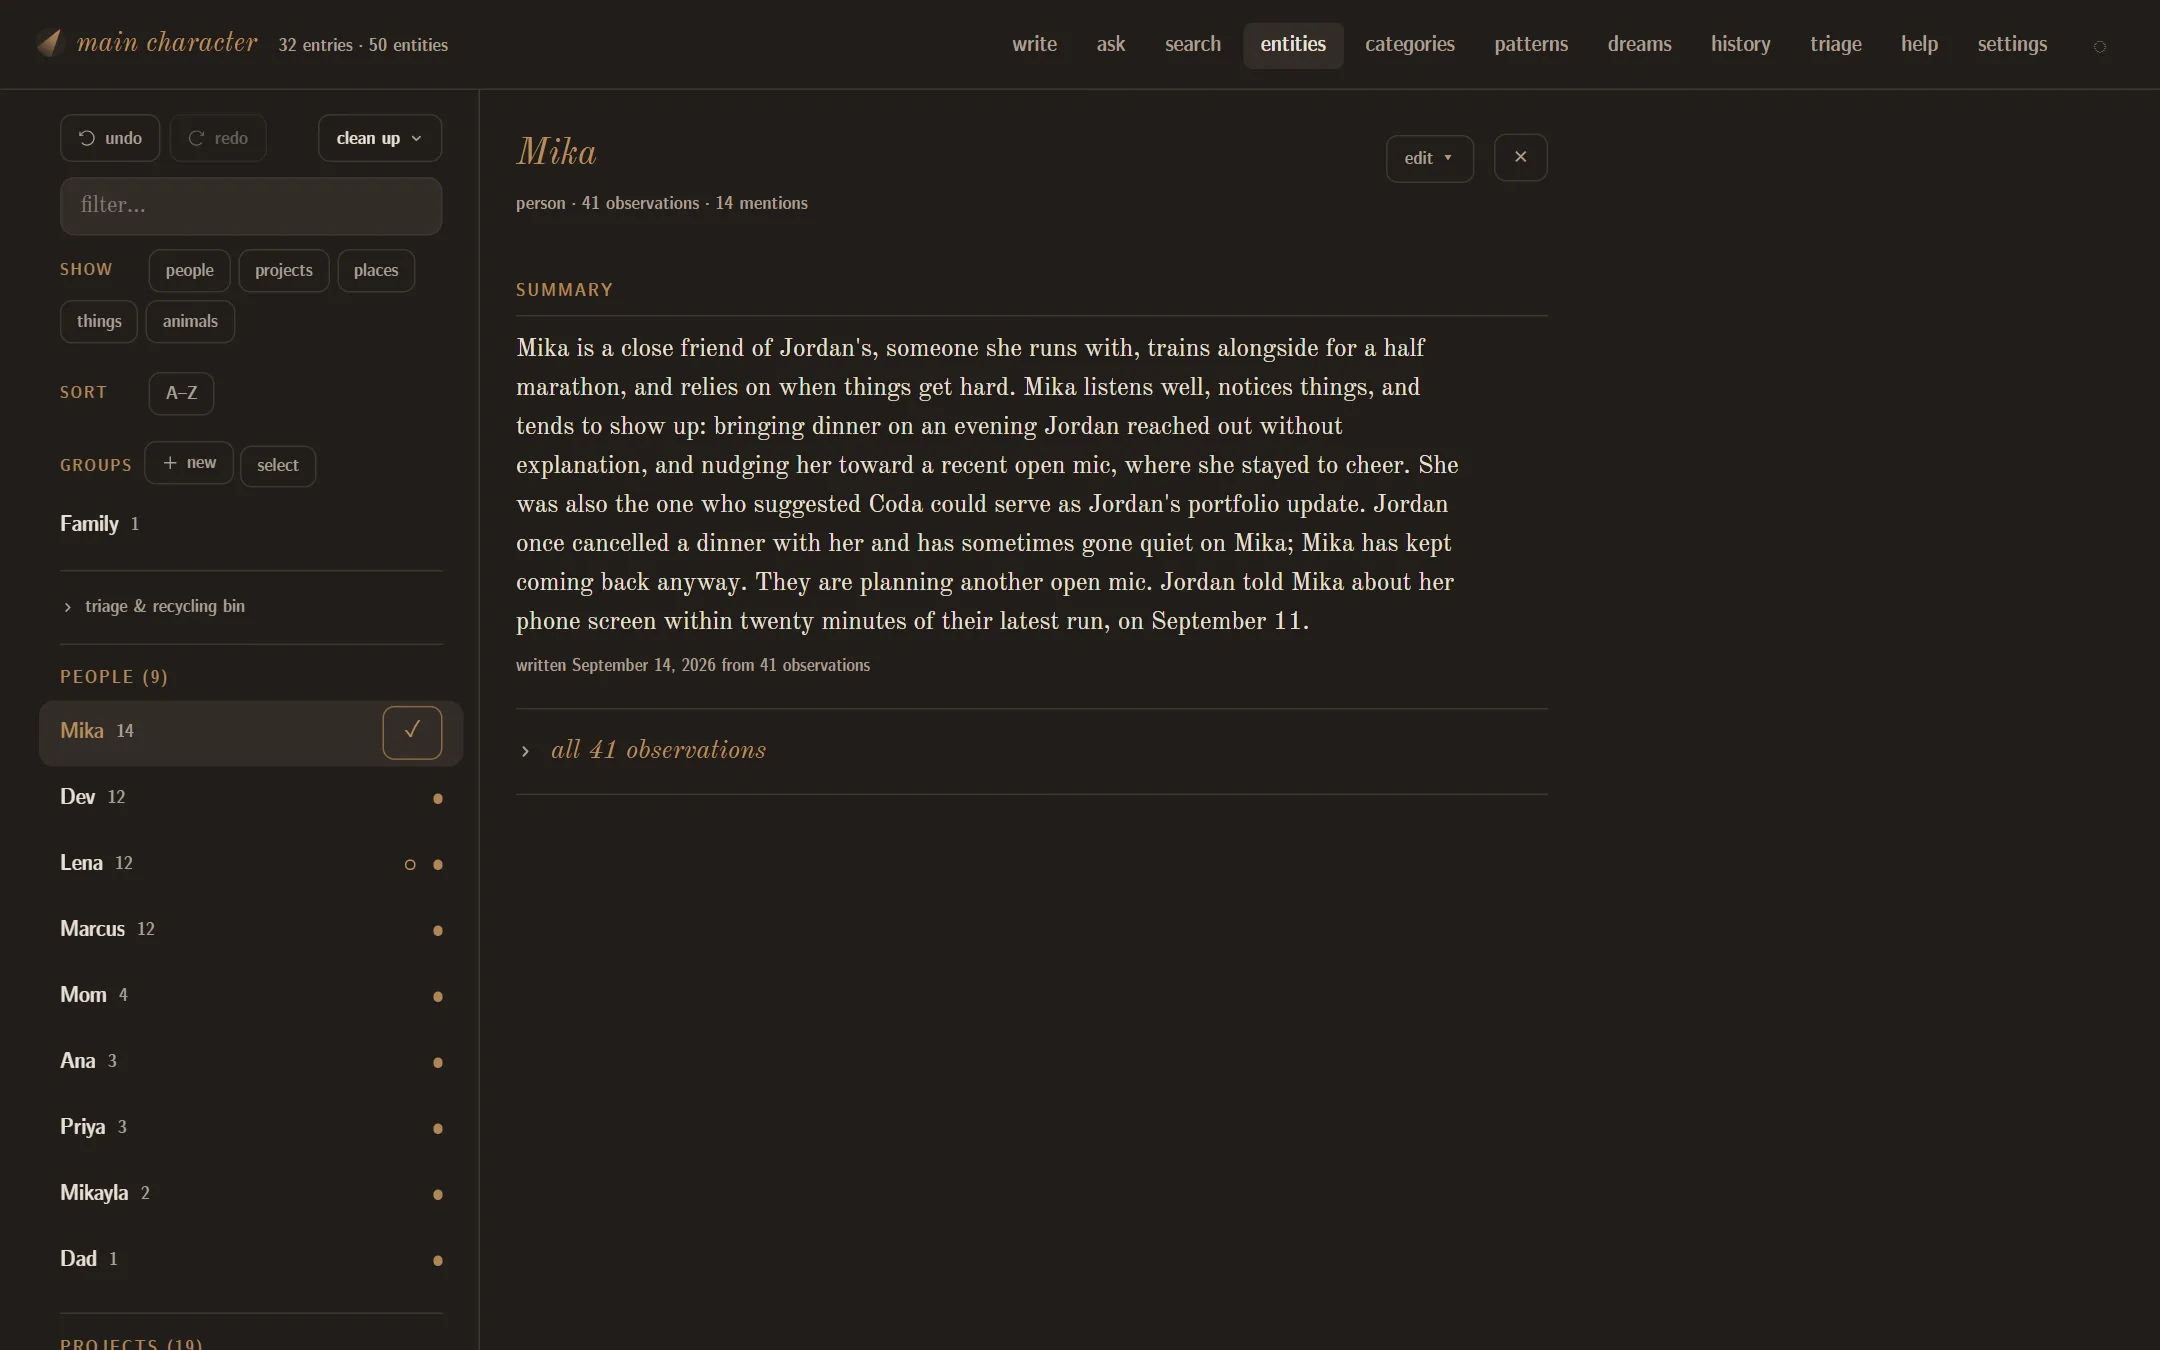 main character 32 entries · 50 entities
write ask search entities categories patterns dreams history triage help settings
undo redo clean up
filter...
SHOW people projects places
things animals
SORT A–Z
GROUPS + new select
Family 1
triage & recycling bin
PEOPLE (9)
Mika 14
Dev 12
Lena 12
Marcus 12
Mom 4
Ana 3
Priya 3
Mikayla 2
Dad 1
PROJECTS (19)
Mika
edit
person · 41 observations · 14 mentions
SUMMARY
Mika is a close friend of Jordan's, someone she runs with, trains alongside for a half
marathon, and relies on when things get hard. Mika listens well, notices things, and
tends to show up: bringing dinner on an evening Jordan reached out without
explanation, and nudging her toward a recent open mic, where she stayed to cheer. She
was also the one who suggested Coda could serve as Jordan's portfolio update. Jordan
once cancelled a dinner with her and has sometimes gone quiet on Mika; Mika has kept
coming back anyway. They are planning another open mic. Jordan told Mika about her
phone screen within twenty minutes of their latest run, on September 11.
written September 14, 2026 from 41 observations
all 41 observations